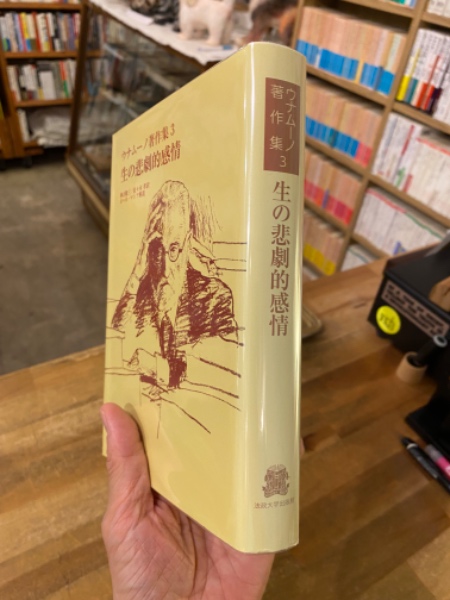 ウナムーノ著作集3
生の悲劇的感情
ウナムーノ
著作集
3
生の悲劇的感情
法政大学出版局